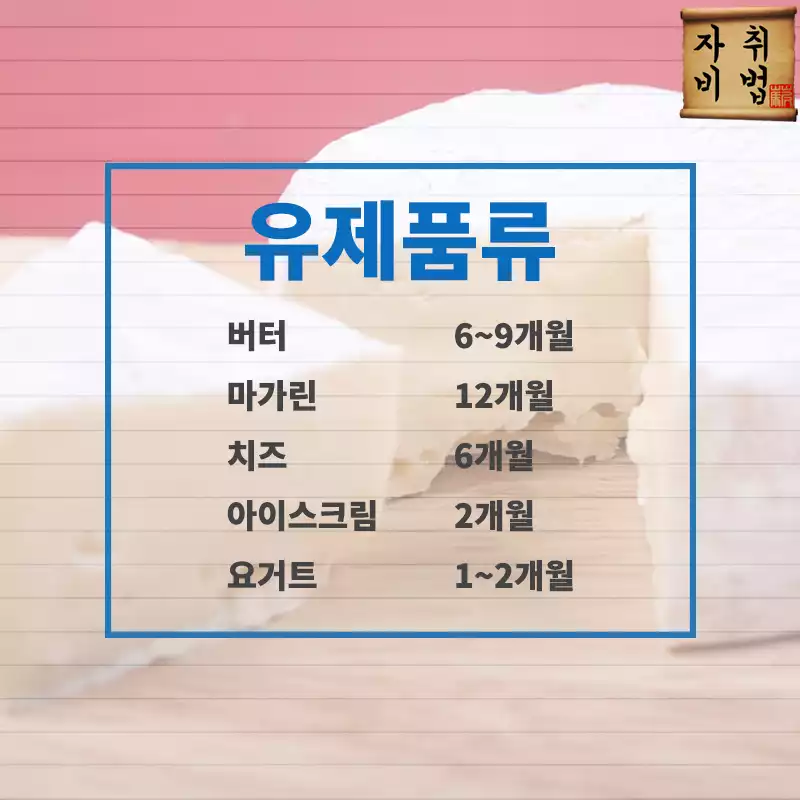 자취
비법
유제품류
버터 6~9개월
마가린 12개월
치즈 6개월
아이스크림 2개월
요거트 1~2개월